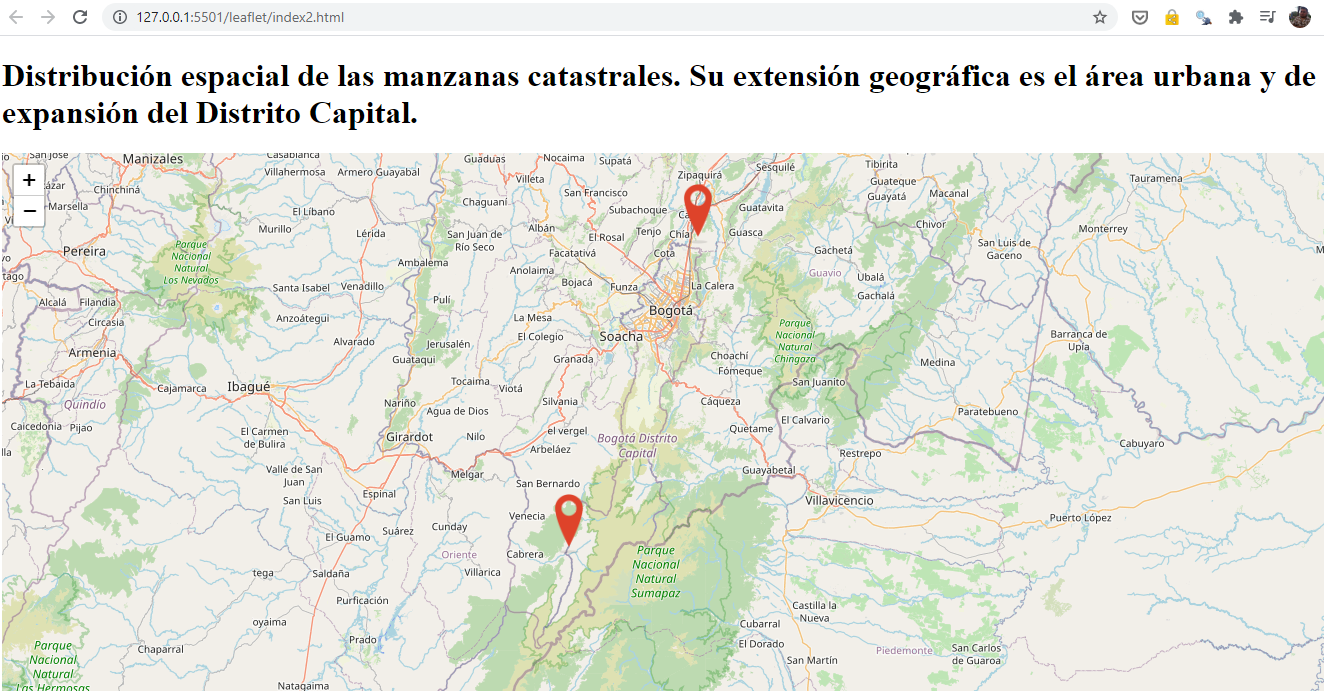 127.0.0.1:5501/leaflet/index2.html
Distribución espacial de las manzanas catastrales. Su extensión geográfica es el área urbana y de
expansión del Distrito Capital.
+
−
San José
Manizales
Casabianca
Villahermosa
Armero Guayabal
Guaduas
Nocaima
Supatá
Zipaquirá
Sesquilé
Tibirita
Guateque
Guayatá
Macanal
Tauramena
Chinchiná
Marsella
El Líbano
Murillo
Lérida
Villeta
San Francisco
Chaguaní
Subachoque
Guatavita
Chivor
San Luis de
Gaceno
Monterrey
Pereira
Parque
Nacional
Natural
Los Nevados
San Juan de
Río Seco
Albán
El Rosal
Tenjo
Chía
Guasca
Cota
Facatativá
Gachetá
Ambalema
Anolaima
Guavio
Ubalá
Gachalá
Santa Isabel
Venadillo
Bojacá
Funza
La Calera
Alcalá
Filandia
Circasia
Anzoátegui
Pulí
La Mesa
El Colegio
Bogotá
Soacha
Parque
Nacional
Natural
Chingaza
Barranca de
Upía
Armenia
Alvarado
Jerusalén
Guataquí
Granada
Choachí
Fómeque
Medina
La Tebaida
Quindío
Cajamarca
Ibagué
Tocaima
Viotá
San Juanito
Caicedonia
Pijao
Nariño
Agua de Dios
Silvania
Cáqueza
Paratebueno
El Carmen
de Bulira
Girardot
Nilo
el vergel
Arbeláez
Bogotá Distrito
Capital
Quetame
El Calvario
Restrepo
Cabuyaro
Valle de San
Juan
Melgar
San Bernardo
Guayabetal
San Luis
Espinal
Venecia
Villavicencio
Puerto López
El Guamo
Suárez
Cunday
Oriente
Cabrera
Parque
Nacional
Natural
Sumapaz
tega
Saldaña
Villarica
Purificación
Castilla la
Nueva
oyaima
Prado
Cubarral
El Dorado
Piedemonte
San Carlos
de Guaroa
Parque
Nacional
Natural
Las Hermosas
Chaparral
San Martín
Natagaima